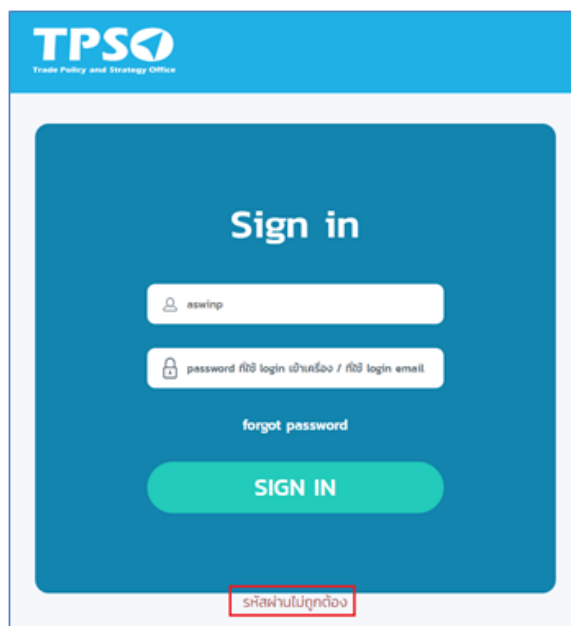 TPSO
Trade Policy and Strategy Office
Sign in
aswinp
password ที่ใช้ login เข้าเครื่อง / ที่ใช้ login email
forgot password
SIGN IN
รหัสผ่านไม่ถูกต้อง